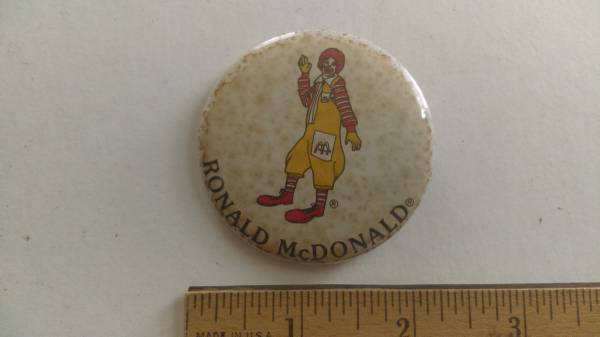 ®
RONALD McDONALD®
MADE IN U.S.A.
1 2 3